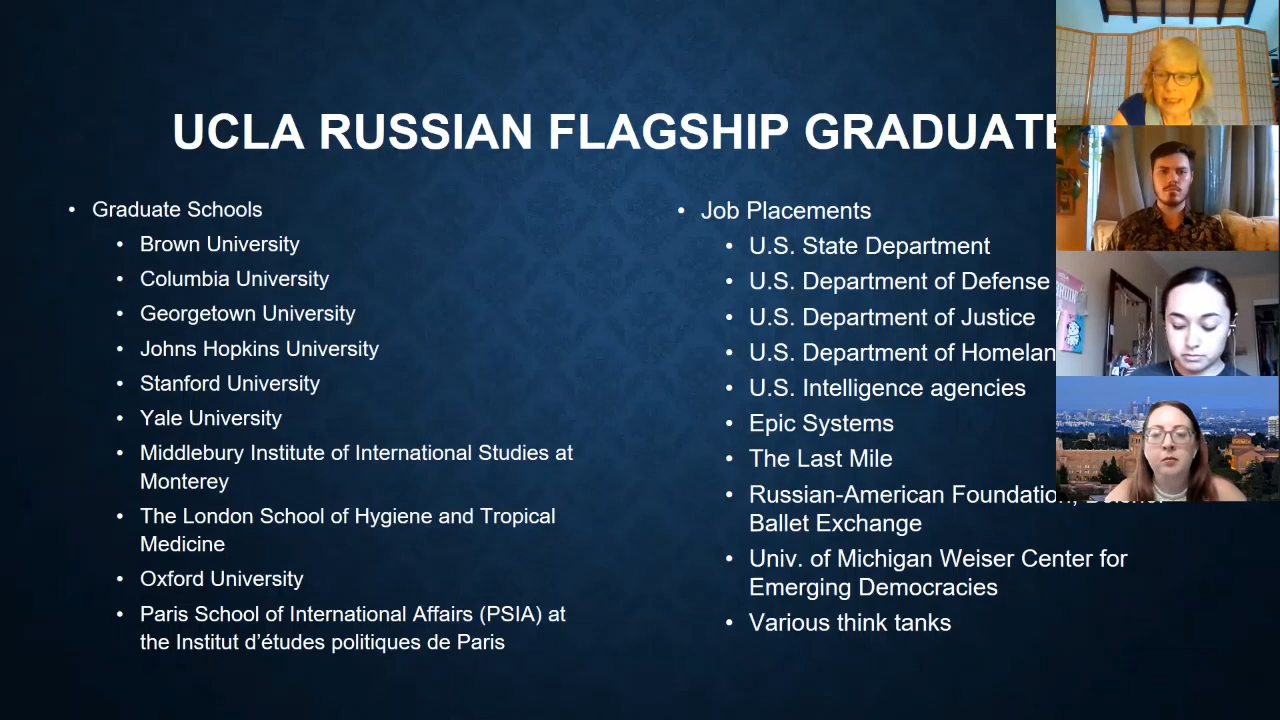 UCLA RUSSIAN FLAGSHIP GRADUATE
• Graduate Schools
• Brown University
• Columbia University
• Georgetown University
• Johns Hopkins University
• Stanford University
• Yale University
• Middlebury Institute of International Studies at
Monterey
• The London School of Hygiene and Tropical
Medicine
• Oxford University
• Paris School of International Affairs (PSIA) at
the Institut d’études politiques de Paris
• Job Placements
• U.S. State Department
• U.S. Department of Defense
• U.S. Department of Justice
• U.S. Department of Homelan
• U.S. Intelligence agencies
• Epic Systems
• The Last Mile
• Russian-American Foundation,
Ballet Exchange
• Univ. of Michigan Weiser Center for
Emerging Democracies
• Various think tanks